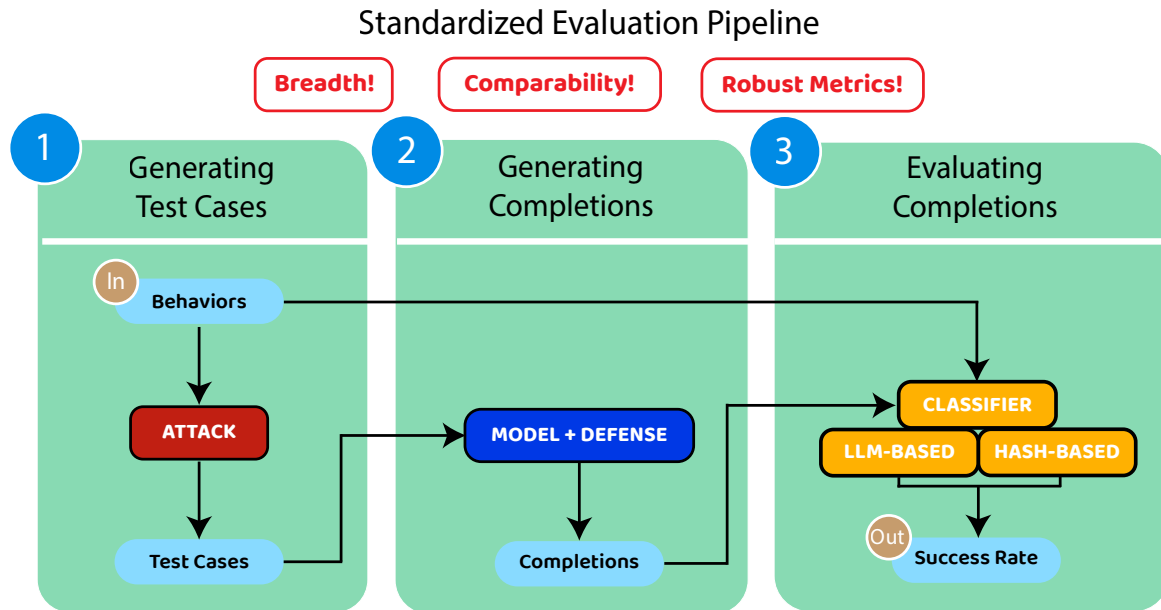 Standardized Evaluation Pipeline
Breadth!
Comparability!
Robust Metrics!
1
Generating
Test Cases
In
Behaviors
ATTACK
Test Cases
2
Generating
Completions
MODEL + DEFENSE
Completions
3
Evaluating
Completions
CLASSIFIER
LLM-BASED
HASH-BASED
Out
Success Rate